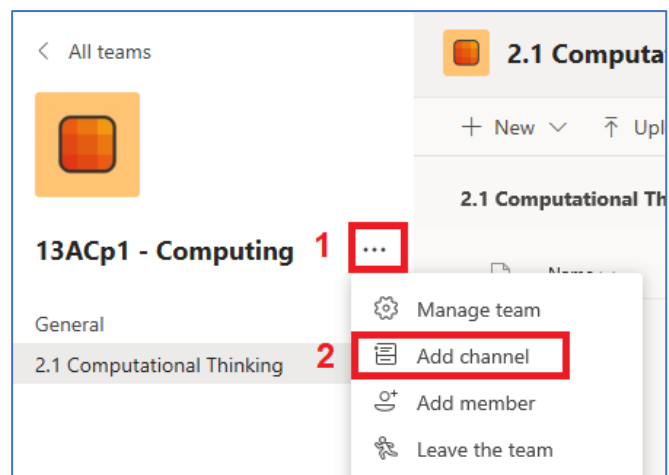 All teams
2.1 Computa
New
Upl
2.1 Computational Th
13ACp1 - Computing 1 ...
Name
General
2.1 Computational Thinking 2
Manage team
Add channel
Add member
Leave the team